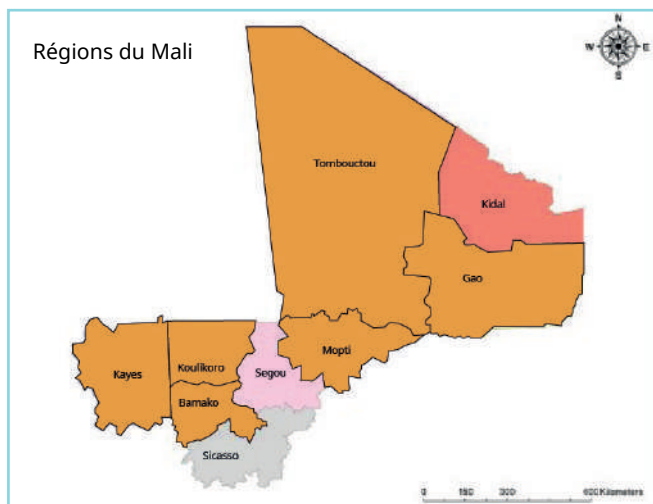 Régions du Mali
N
W E
S
Tombouctou
Kidal
Gao
Mopti
Koulikoro
Segou
Kayes
Bamako
Sicasso
0 150 300 600 Kilometers